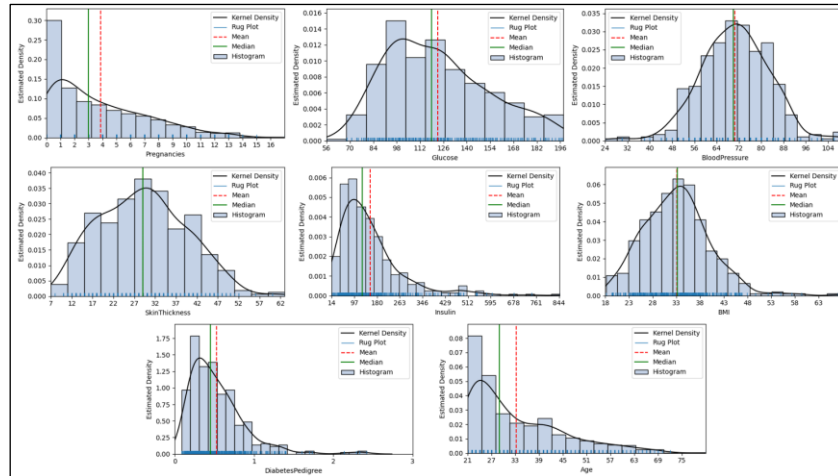 Kernel Density
Rug Plot
Mean
Median
Histogram
Estimated Density
0.30
0.25
0.20
0.15
0.10
0.05
0.00
0 1 2 3 4 5 6 7 8 9 10 11 12 13 14 16
Pregnancies
Kernel Density
Rug Plot
Mean
Median
Histogram
Estimated Density
0.016
0.014
0.012
0.010
0.008
0.006
0.004
0.002
0.000
56 70 84 98 112 126 140 154 168 182 196
Glucose
Kernel Density
Rug Plot
Mean
Median
Histogram
Estimated Density
0.035
0.030
0.025
0.020
0.015
0.010
0.005
0.000
24 32 40 48 56 64 72 80 88 96 104
BloodPressure
Kernel Density
Rug Plot
Mean
Median
Histogram
Estimated Density
0.040
0.035
0.030
0.025
0.020
0.015
0.010
0.005
0.000
7 12 17 22 27 32 37 42 47 52 57 62
SkinThickness
Kernel Density
Rug Plot
Mean
Median
Histogram
Estimated Density
0.006
0.005
0.004
0.003
0.002
0.001
0.000
14 97 180 263 346 429 512 595 678 761 844
Insulin
Kernel Density
Rug Plot
Mean
Median
Histogram
Estimated Density
0.06
0.05
0.04
0.03
0.02
0.01
0.00
18 23 28 33 38 43 48 53 58 63
BMI
Kernel Density
Rug Plot
Mean
Median
Histogram
Estimated Density
1.75
1.50
1.25
1.00
0.75
0.50
0.25
0.00
0 1 2 3
DiabetesPedigree
Kernel Density
Rug Plot
Mean
Median
Histogram
Estimated Density
0.08
0.07
0.06
0.05
0.04
0.03
0.02
0.01
0.00
21 27 33 39 45 51 57 63 69 75
Age